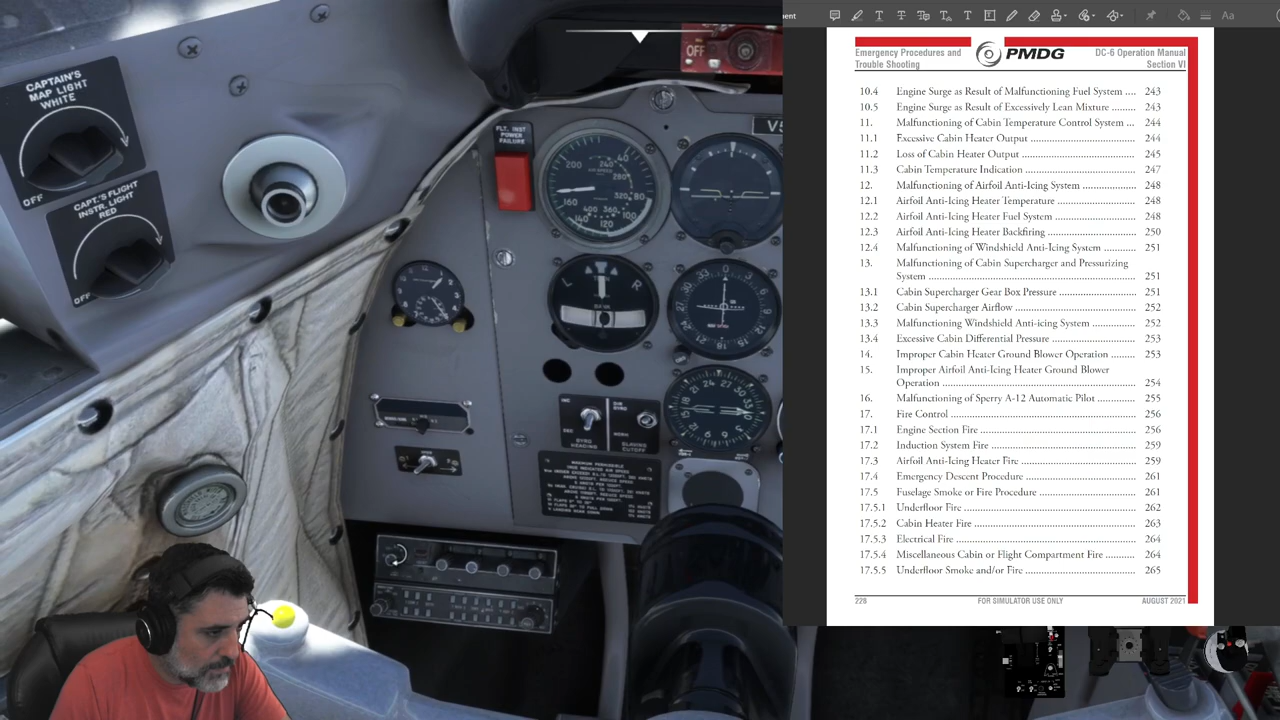 CAPTAIN'S
MAP LIGHT
WHITE
OFF
CAPT.'S FLIGHT
INSTR. LIGHT
RED
OFF
FLT. INST
POWER
FAILURE
OFF
L
R
GYRO
HEADING
DIR
GYRO
NORM
SLAVING
CUTOFF
ment
Aa
Emergency Procedures and
Trouble Shooting
PMDG
DC-6 Operation Manual
Section VI
10.4 Engine Surge as Result of Malfunctioning Fuel System .... 243
10.5 Engine Surge as Result of Excessively Lean Mixture ......... 243
11. Malfunctioning of Cabin Temperature Control System ... 244
11.1 Excessive Cabin Heater Output ........................................ 244
11.2 Loss of Cabin Heater Output ........................................... 245
11.3 Cabin Temperature Indication .......................................... 247
12. Malfunctioning of Airfoil Anti-Icing System .................... 248
12.1 Airfoil Anti-Icing Heater Temperature ............................. 248
12.2 Airfoil Anti-Icing Heater Fuel System .............................. 248
12.3 Airfoil Anti-Icing Heater Backfiring ................................. 250
12.4 Malfunctioning of Windshield Anti-Icing System ............ 251
13. Malfunctioning of Cabin Supercharger and Pressurizing
System .............................................................................. 251
13.1 Cabin Supercharger Gear Box Pressure ............................. 251
13.2 Cabin Supercharger Airflow ............................................. 252
13.3 Malfunctioning Windshield Anti-icing System ................. 252
13.4 Excessive Cabin Differential Pressure ................................ 253
14. Improper Cabin Heater Ground Blower Operation ......... 253
15. Improper Airfoil Anti-Icing Heater Ground Blower
Operation ......................................................................... 254
16. Malfunctioning of Sperry A-12 Automatic Pilot ............... 255
17. Fire Control ..................................................................... 256
17.1 Engine Section Fire .......................................................... 256
17.2 Induction System Fire ...................................................... 259
17.3 Airfoil Anti-Icing Heater Fire ........................................... 259
17.4 Emergency Descent Procedure .......................................... 261
17.5 Fuselage Smoke or Fire Procedure .................................... 261
17.5.1 Underfloor Fire ................................................................ 262
17.5.2 Cabin Heater Fire ............................................................ 263
17.5.3 Electrical Fire ................................................................... 264
17.5.4 Miscellaneous Cabin or Flight Compartment Fire ........... 264
17.5.5 Underfloor Smoke and/or Fire ......................................... 265
228
FOR SIMULATOR USE ONLY
AUGUST 2021